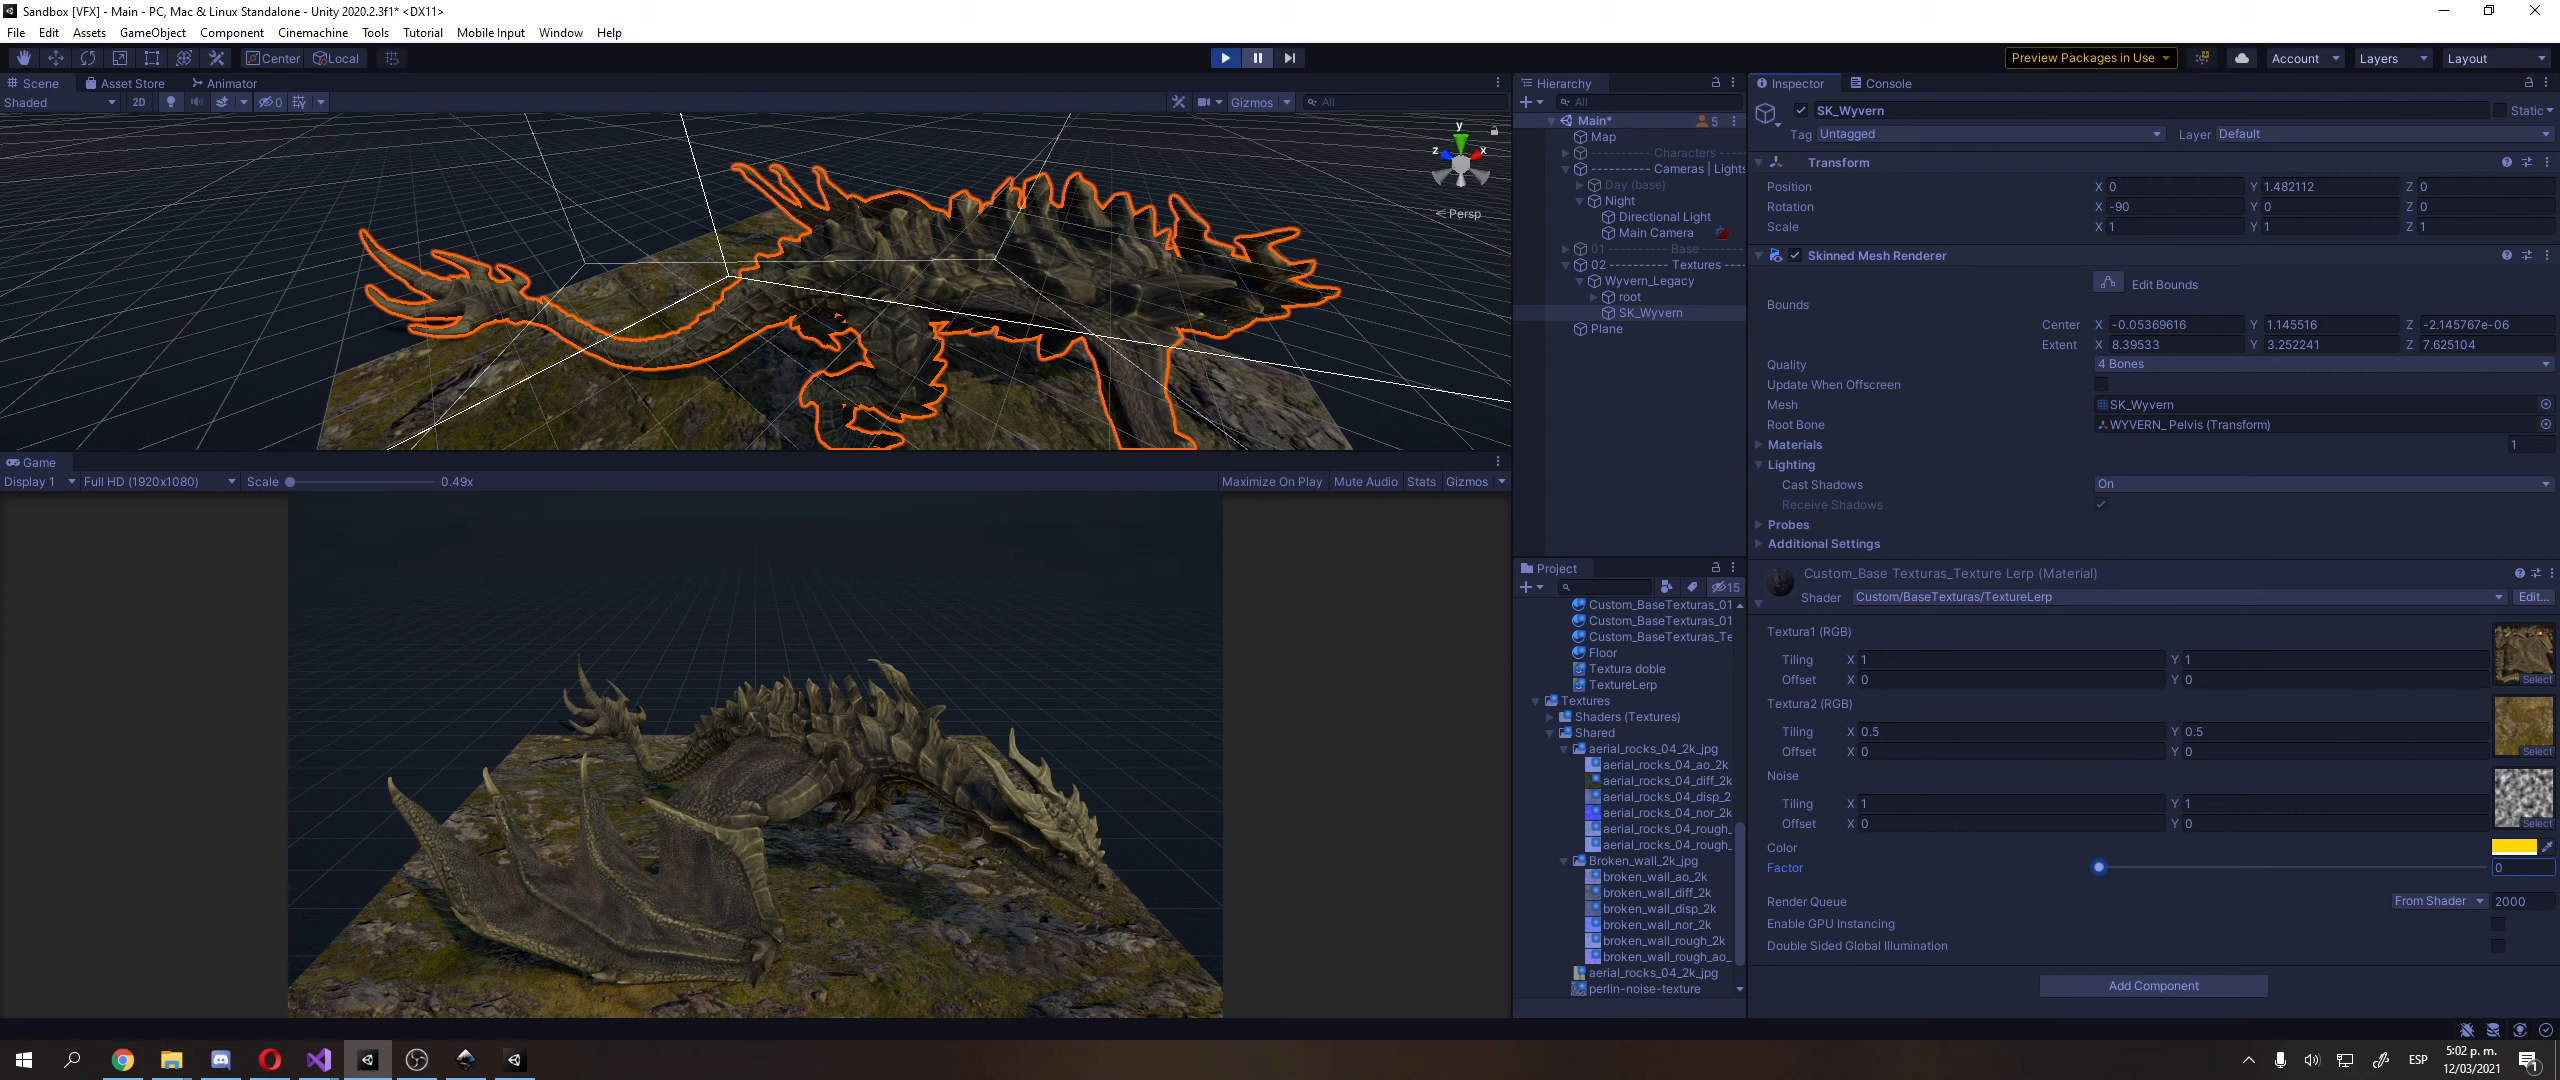 Sandbox [VFX] - Main - PC, Mac & Linux Standalone - Unity 2020.2.3f1* <DX11>
File Edit Assets GameObject Component Cinemachine Tools Tutorial Mobile Input Window Help
Center Local
Preview Packages in Use Account Layers Layout
Scene Asset Store Animator
Shaded 2D 0 Gizmos All
y
z x
Persp
Game
Display 1 Full HD (1920x1080) Scale 0.49x Maximize On Play Mute Audio Stats Gizmos
Hierarchy
All
Main* 5
Map
---------- Characters ---
---------- Cameras | Lights
Day (base)
Night
Directional Light
Main Camera
01 ---------- Base -------
02 ---------- Textures ----
Wyvern_Legacy
root
SK_Wyvern
Plane
Project
15
Custom_BaseTexturas_01
Custom_BaseTexturas_01
Custom_BaseTexturas_Te
Floor
Textura doble
TextureLerp
Textures
Shaders (Textures)
Shared
aerial_rocks_04_2k_jpg
aerial_rocks_04_ao_2k
aerial_rocks_04_diff_2k
aerial_rocks_04_disp_2
aerial_rocks_04_nor_2k
aerial_rocks_04_rough_
aerial_rocks_04_rough_
Broken_wall_2k_jpg
broken_wall_ao_2k
broken_wall_diff_2k
broken_wall_disp_2k
broken_wall_nor_2k
broken_wall_rough_2k
broken_wall_rough_ao_
aerial_rocks_04_2k_jpg
perlin-noise-texture
Inspector Console
SK_Wyvern Static
Tag Untagged Layer Default
Transform
Position X 0 Y 1.482112 Z 0
Rotation X -90 Y 0 Z 0
Scale X 1 Y 1 Z 1
Skinned Mesh Renderer
Edit Bounds
Bounds
Center X -0.05369616 Y 1.145516 Z -2.145767e-06
Extent X 8.39533 Y 3.252241 Z 7.625104
Quality 4 Bones
Update When Offscreen
Mesh SK_Wyvern
Root Bone WYVERN_ Pelvis (Transform)
Materials 1
Lighting
Cast Shadows On
Receive Shadows
Probes
Additional Settings
Custom_Base Texturas_Texture Lerp (Material)
Shader Custom/BaseTexturas/TextureLerp Edit...
Textura1 (RGB)
Tiling X 1 Y 1
Offset X 0 Y 0 Select
Textura2 (RGB)
Tiling X 0.5 Y 0.5
Offset X 0 Y 0 Select
Noise
Tiling X 1 Y 1
Offset X 0 Y 0 Select
Color
Factor 0
Render Queue From Shader 2000
Enable GPU Instancing
Double Sided Global Illumination
Add Component
ESP 5:02 p. m.
12/03/2021
1